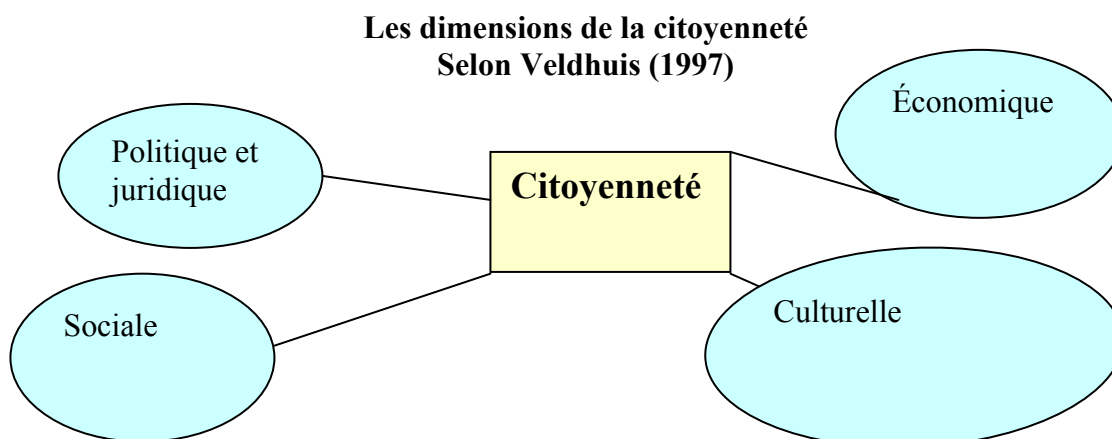 Les dimensions de la citoyenneté
Selon Veldhuis (1997)
Économique
Politique et
juridique
Citoyenneté
Sociale
Culturelle